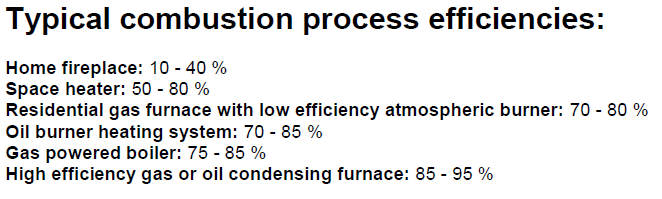 Typical combustion process efficiencies:
Home fireplace: 10 - 40 %
Space heater: 50 - 80 %
Residential gas furnace with low efficiency atmospheric burner: 70 - 80 %
Oil burner heating system: 70 - 85 %
Gas powered boiler: 75 - 85 %
High efficiency gas or oil condensing furnace: 85 - 95 %